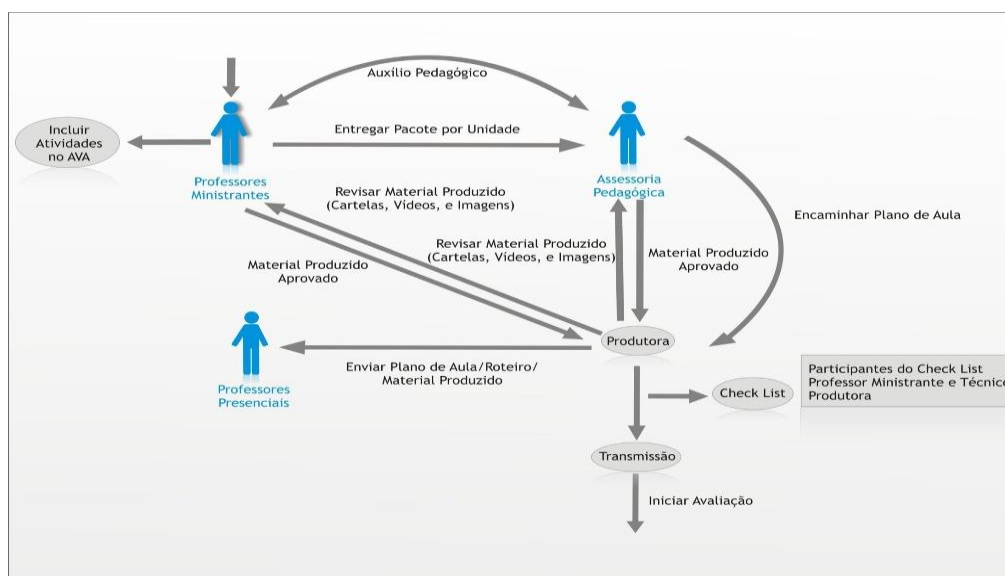 Auxílio Pedagógico
Incluir
Atividades
no AVA
Entregar Pacote por Unidade
Professores
Ministrantes
Assessoria
Pedagógica
Revisar Material Produzido
(Cartelas, Vídeos, e Imagens)
Encaminhar Plano de Aula
Revisar Material Produzido
(Cartelas, Vídeos, e Imagens)
Material Produzido
Aprovado
Material Produzido
Aprovado
Produtora
Enviar Plano de Aula/Roteiro/
Material Produzido
Professores
Presenciais
Check List
Participantes do Check List
Professor Ministrante e Técnico
Produtora
Transmissão
Iniciar Avaliação